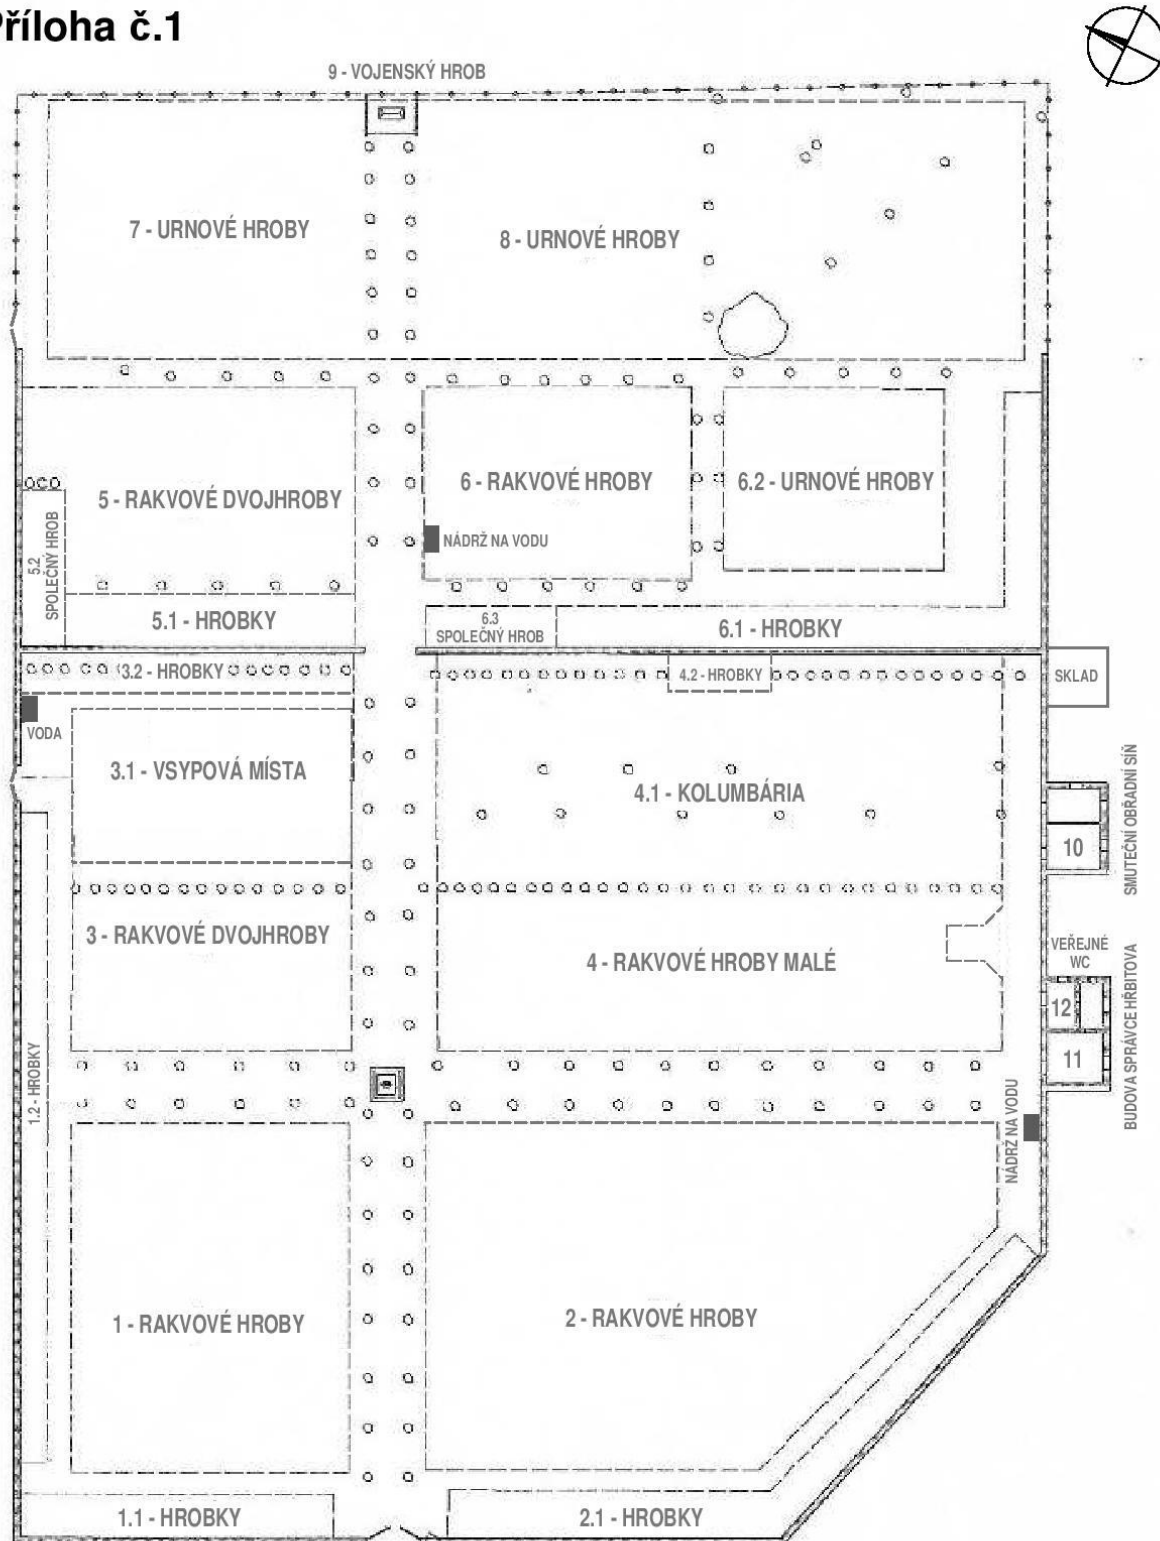 říloha č.1
9 - VOJENSKÝ HROB
7 - URNOVÉ HROBY
8 - URNOVÉ HROBY
5 - RAKVOVÉ DVOJHROBY
6 - RAKVOVÉ HROBY
6.2 - URNOVÉ HROBY
NÁDRŽ NA VODU
5.2
SPOLEČNÝ HROB
5.1 - HROBKY
6.3
SPOLEČNÝ HROB
6.1 - HROBKY
3.2 - HROBKY
4.2 - HROBKY
SKLAD
VODA
3.1 - VSYPOVÁ MÍSTA
4.1 - KOLUMBÁRIA
10
SMUTEČNÍ OBŘADNÍ SÍŇ
3 - RAKVOVÉ DVOJHROBY
4 - RAKVOVÉ HROBY MALÉ
VEŘEJNÉ
WC
12
11
BUDOVA SPRÁVCE HŘBITOVA
1.2 - HROBKY
NÁDRŽ NA VODU
1 - RAKVOVÉ HROBY
2 - RAKVOVÉ HROBY
1.1 - HROBKY
2.1 - HROBKY